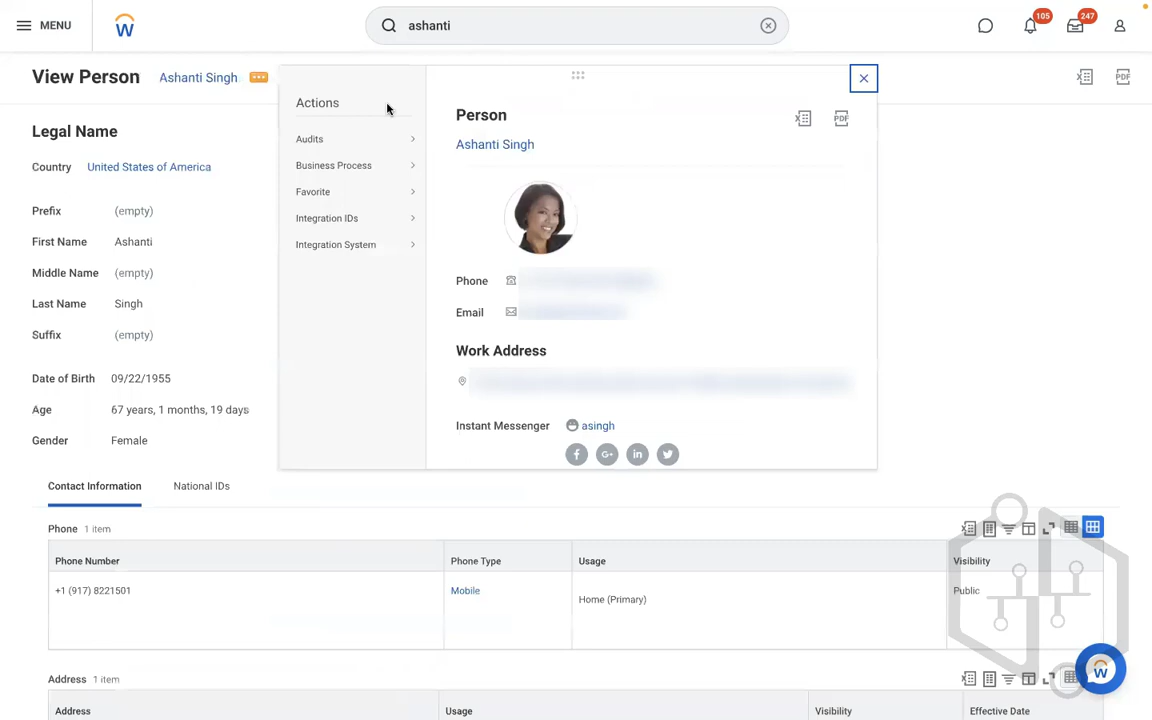 MENU
ashanti
105
247
View Person Ashanti Singh
PDF
Legal Name
Country United States of America
Prefix (empty)
First Name Ashanti
Middle Name (empty)
Last Name Singh
Suffix (empty)
Date of Birth 09/22/1955
Age 67 years, 1 months, 19 days
Gender Female
Actions
Audits
Business Process
Favorite
Integration IDs
Integration System
Person
PDF
Ashanti Singh
Phone
Email
Work Address
Instant Messenger asingh
Contact Information National IDs
Phone 1 item
Phone Number Phone Type Usage Visibility
+1 (917) 8221501 Mobile Home (Primary) Public
Address 1 item
Address Usage Visibility Effective Date